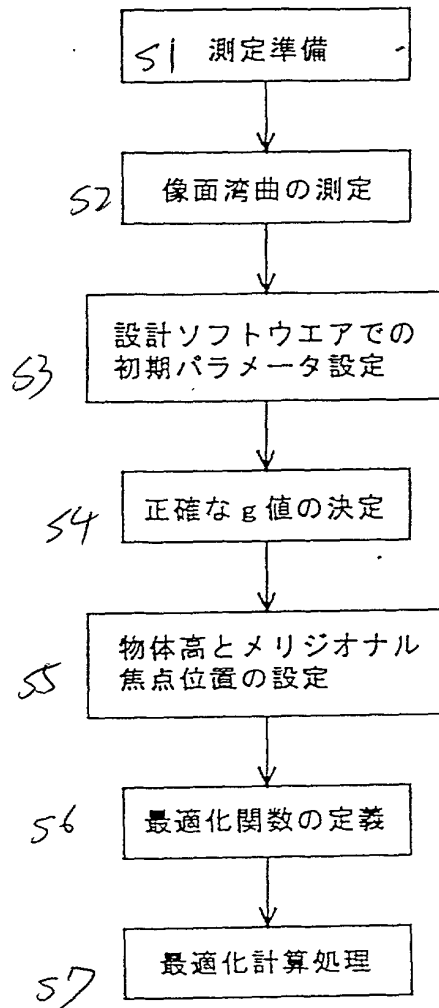 S1 測定準備
S2 像面湾曲の測定
設計ソフトウエアでの
S3 初期パラメータ設定
S4 正確なg値の決定
物体高とメリジオナル
S5 焦点位置の設定
S6 最適化関数の定義
S7 最適化計算処理